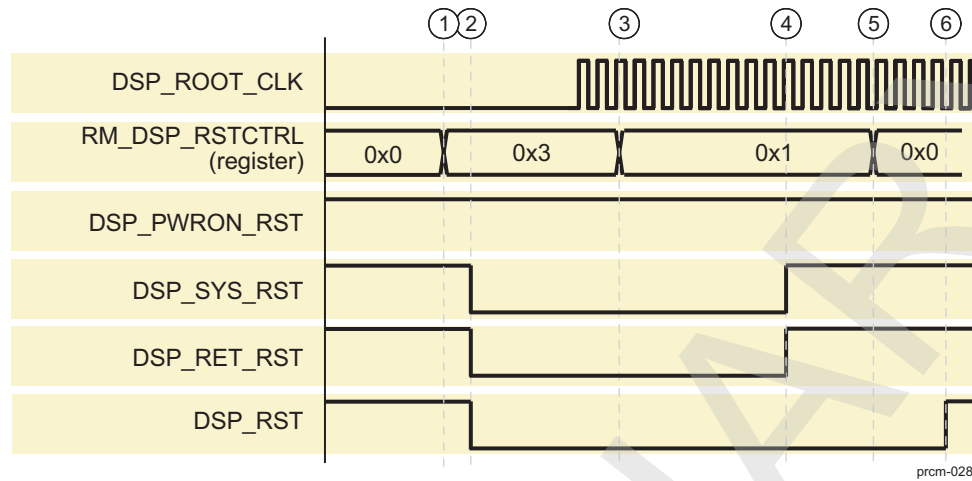 1 2 3 4 5 6
DSP_ROOT_CLK
RM_DSP_RSTCTRL
(register)
0x0 0x3 0x1 0x0
DSP_PWRON_RST
DSP_SYS_RST
DSP_RET_RST
DSP_RST
prcm-028